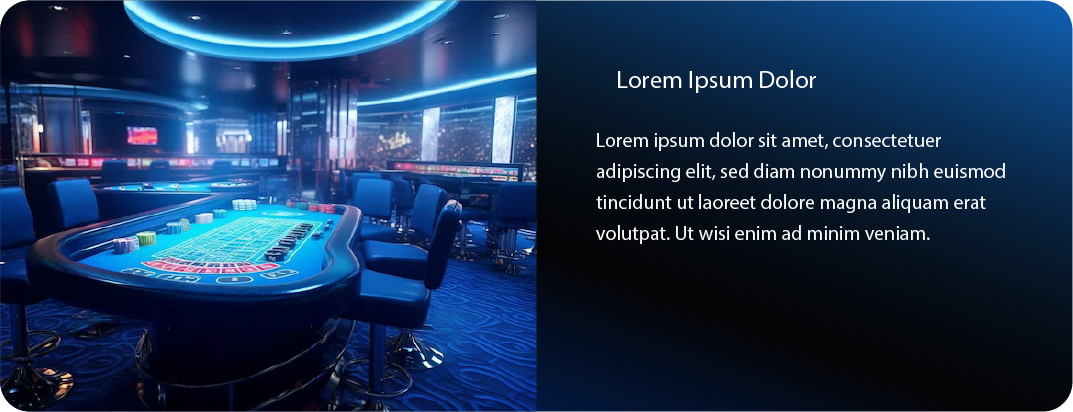 Lorem Ipsum Dolor
Lorem ipsum dolor sit amet, consectetuer
adipiscing elit, sed diam nonummy nibh euismod
tincidunt ut laoreet dolore magna aliquam erat
volutpat. Ut wisi enim ad minim veniam.